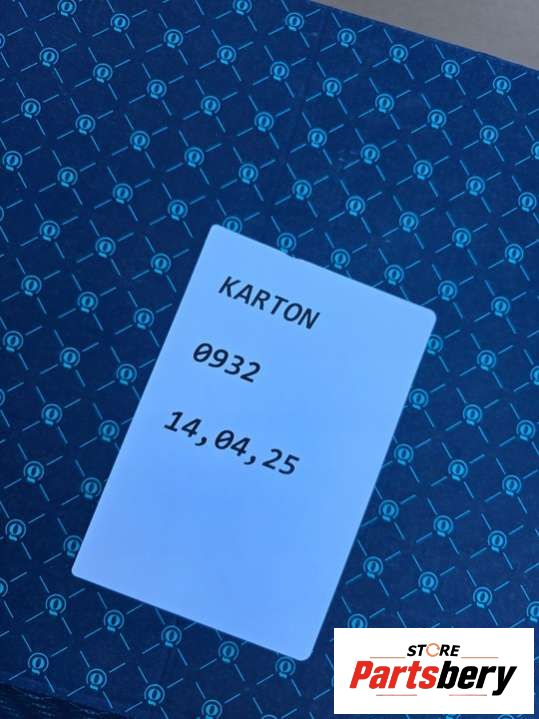 KARTON
0932
14,04,25
STORE
Partsbery